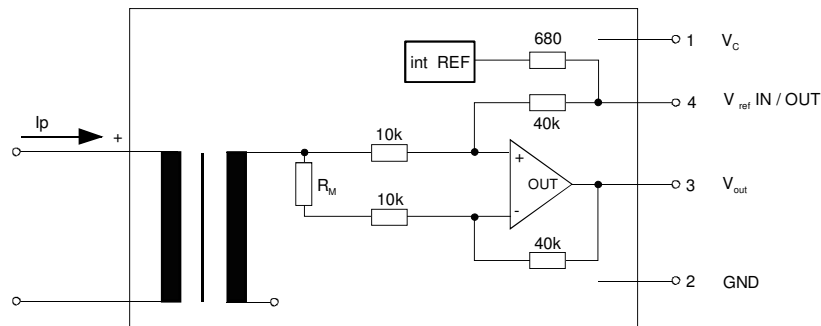 680
1 V_C
int REF
4 V_ref IN / OUT
Ip
+
10k
40k
+
R_M
OUT
3 V_out
10k
-
40k
2 GND